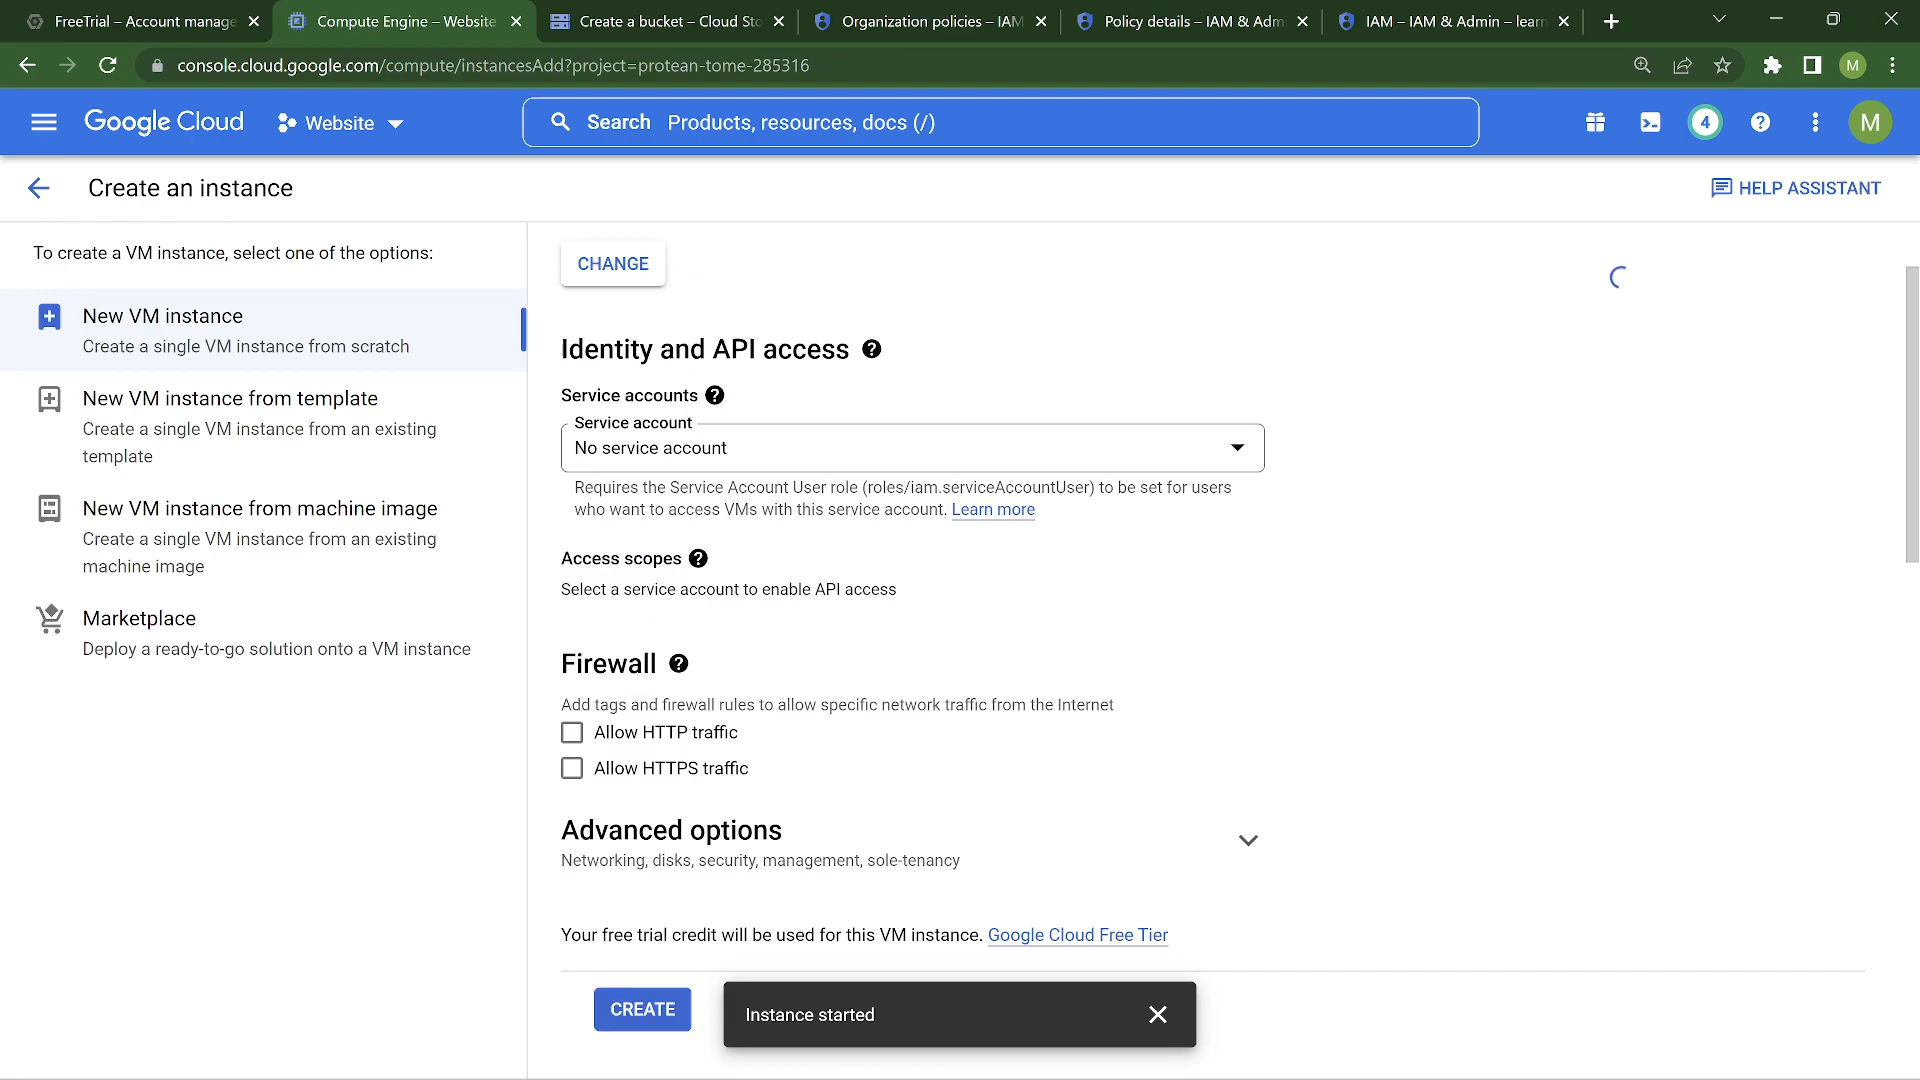 FreeTrial – Account manage
Compute Engine – Website
Create a bucket – Cloud Sto
Organization policies – IAM
Policy details – IAM & Adm
IAM – IAM & Admin – learn
console.cloud.google.com/compute/instancesAdd?project=protean-tome-285316
M
Google Cloud
Website
Search Products, resources, docs (/)
4
M
Create an instance
HELP ASSISTANT
To create a VM instance, select one of the options:
New VM instance
Create a single VM instance from scratch
New VM instance from template
Create a single VM instance from an existing
template
New VM instance from machine image
Create a single VM instance from an existing
machine image
Marketplace
Deploy a ready-to-go solution onto a VM instance
CHANGE
Identity and API access
Service accounts
Service account
No service account
Requires the Service Account User role (roles/iam.serviceAccountUser) to be set for users
who want to access VMs with this service account. Learn more
Access scopes
Select a service account to enable API access
Firewall
Add tags and firewall rules to allow specific network traffic from the Internet
Allow HTTP traffic
Allow HTTPS traffic
Advanced options
Networking, disks, security, management, sole-tenancy
Your free trial credit will be used for this VM instance. Google Cloud Free Tier
CREATE
Instance started